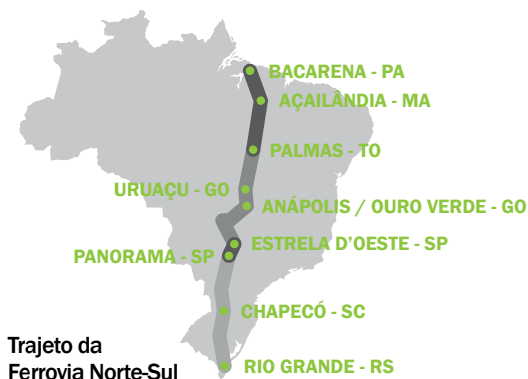 BACARENA - PA
AÇAILÂNDIA - MA
PALMAS - TO
URUAÇU - GO
ANÁPOLIS / OURO VERDE - GO
ESTRELA D'OESTE - SP
PANORAMA - SP
CHAPECÓ - SC
Trajeto da
Ferrovia Norte-Sul
RIO GRANDE - RS